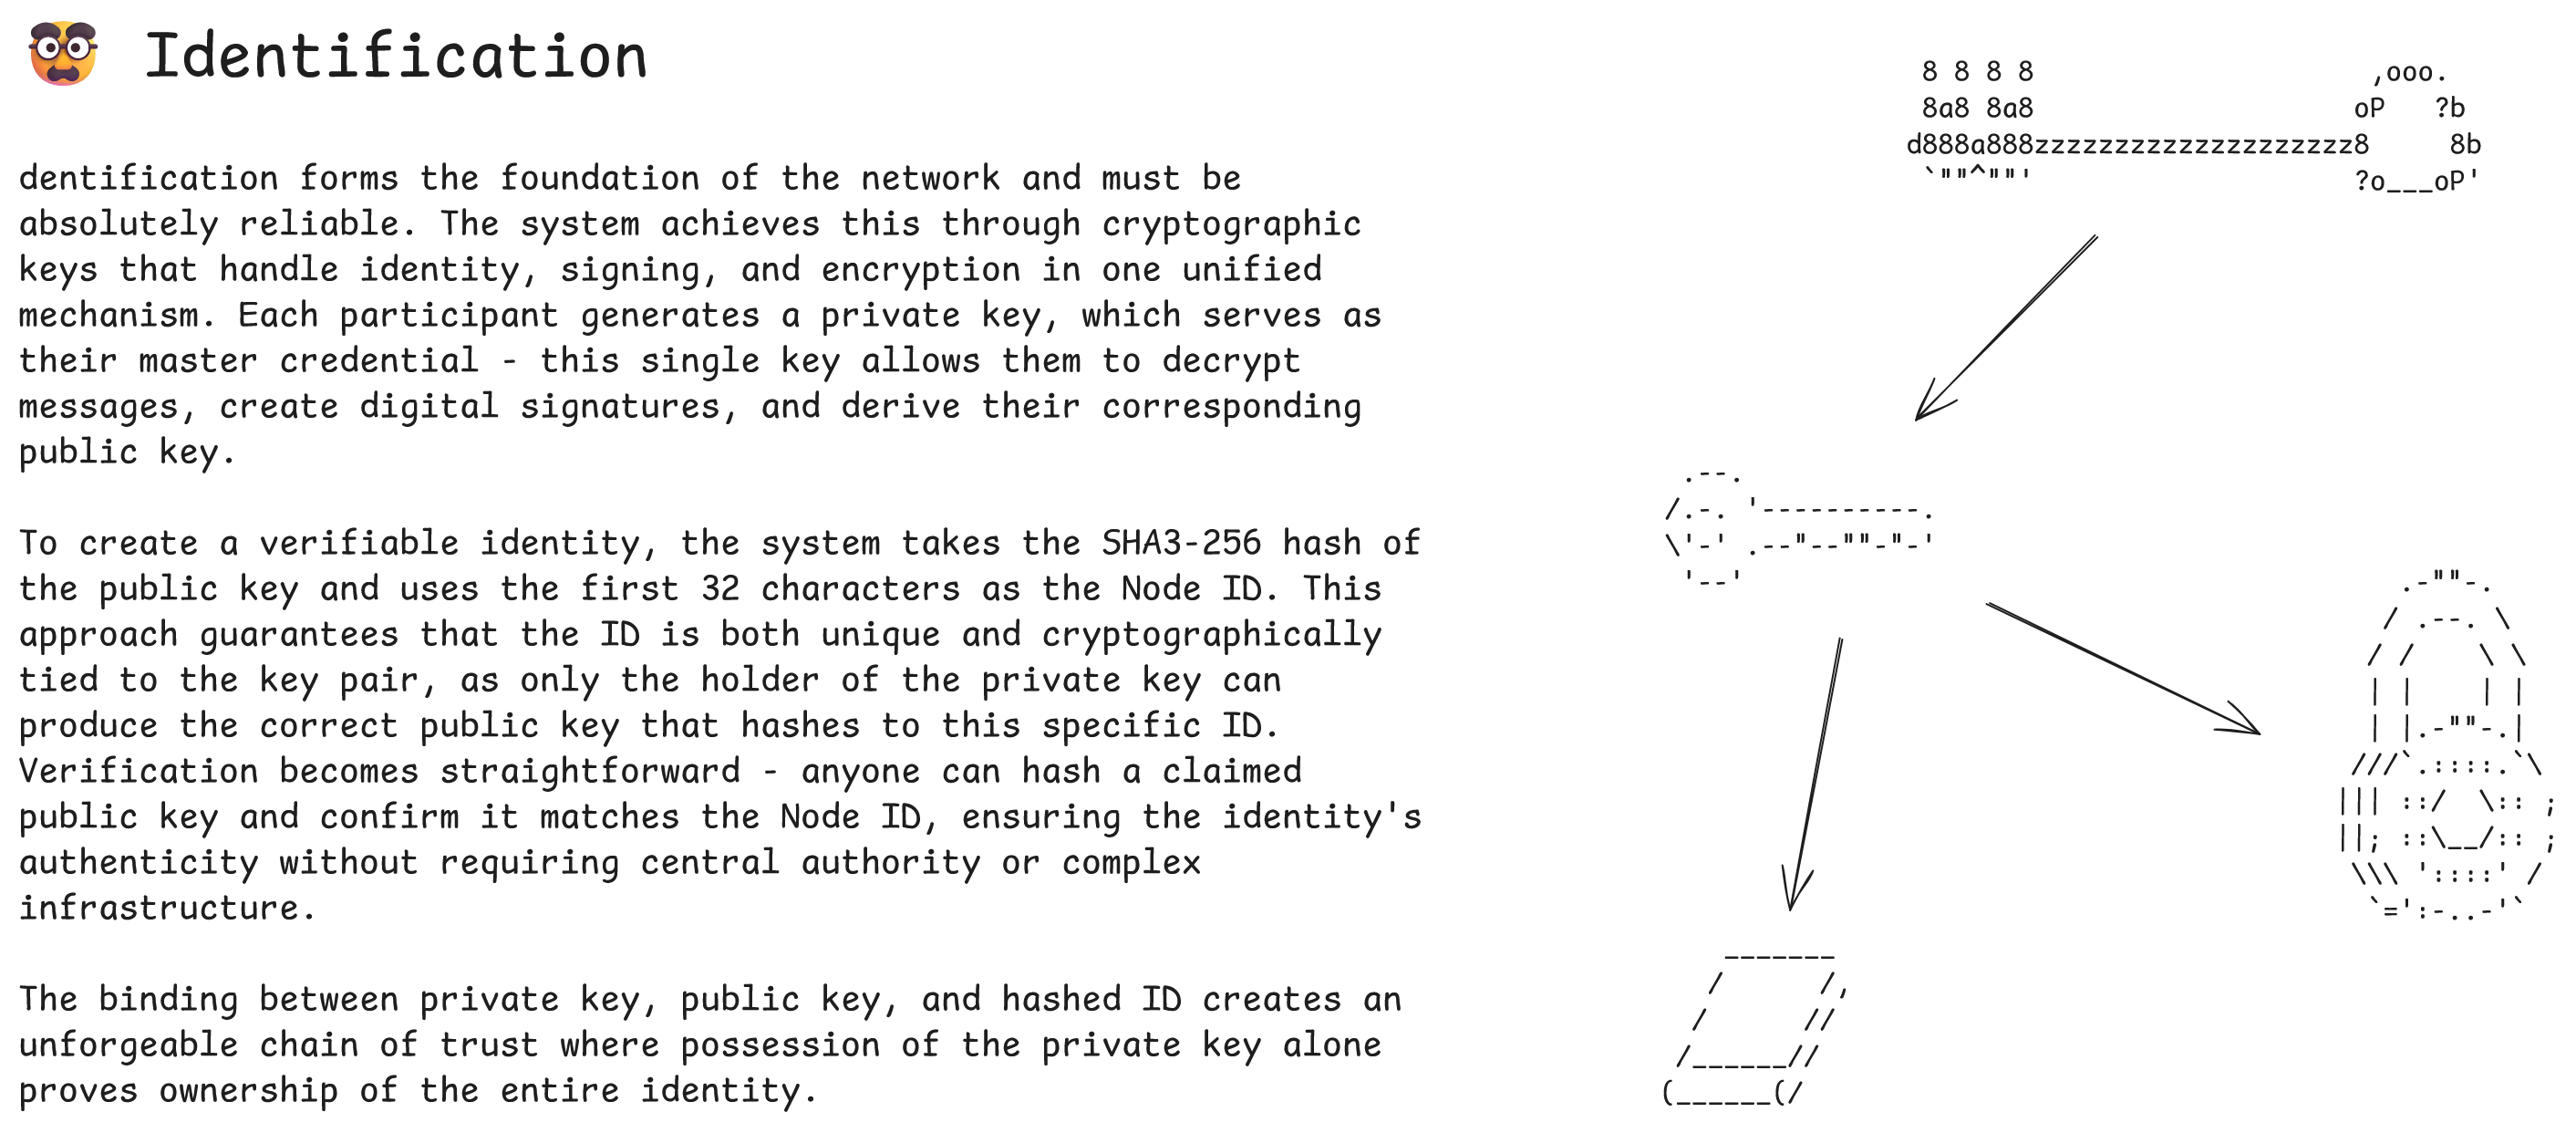 Identification
dentification forms the foundation of the network and must be
absolutely reliable. The system achieves this through cryptographic
keys that handle identity, signing, and encryption in one unified
mechanism. Each participant generates a private key, which serves as
their master credential - this single key allows them to decrypt
messages, create digital signatures, and derive their corresponding
public key.
To create a verifiable identity, the system takes the SHA3-256 hash of
the public key and uses the first 32 characters as the Node ID. This
approach guarantees that the ID is both unique and cryptographically
tied to the key pair, as only the holder of the private key can
produce the correct public key that hashes to this specific ID.
Verification becomes straightforward - anyone can hash a claimed
public key and confirm it matches the Node ID, ensuring the identity's
authenticity without requiring central authority or complex
infrastructure.
The binding between private key, public key, and hashed ID creates an
unforgeable chain of trust where possession of the private key alone
proves ownership of the entire identity.
8 8 8 8                     ,ooo.
8a8 8a8                    oP   ?b
d888a888zzzzzzzzzzzzzzzzzzzz8     8b
`""^""'                    ?o___oP'